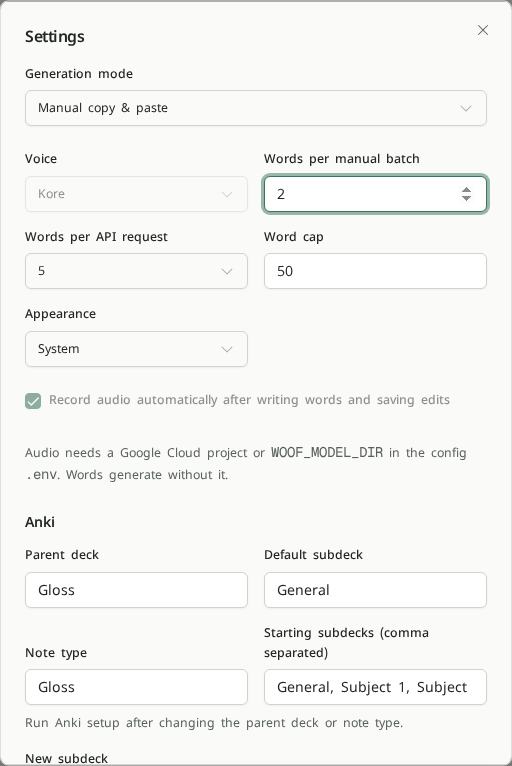 Settings
Generation mode
Manual copy & paste
Voice
Words per manual batch
Kore
2
Words per API request
Word cap
5
50
Appearance
System
Record audio automatically after writing words and saving edits
Audio needs a Google Cloud project or WOOF_MODEL_DIR in the config
.env. Words generate without it.
Anki
Parent deck
Default subdeck
Gloss
General
Note type
Starting subdecks (comma
separated)
Gloss
General, Subject 1, Subject
Run Anki setup after changing the parent deck or note type.
New subdeck